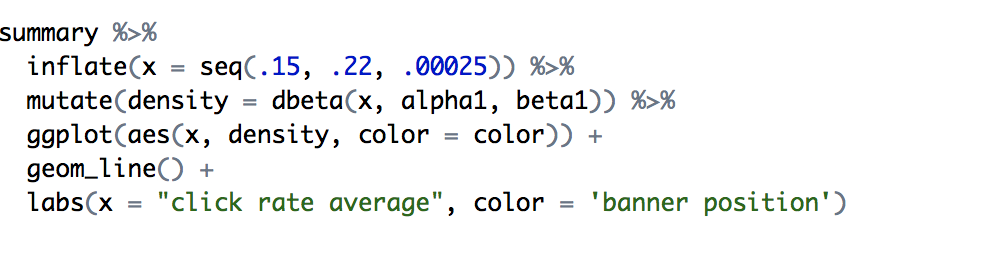 summary %>%
inflate(x = seq(.15, .22, .00025)) %>%
mutate(density = dbeta(x, alpha1, beta1)) %>%
ggplot(aes(x, density, color = color)) +
geom_line() +
labs(x = "click rate average", color = 'banner position')